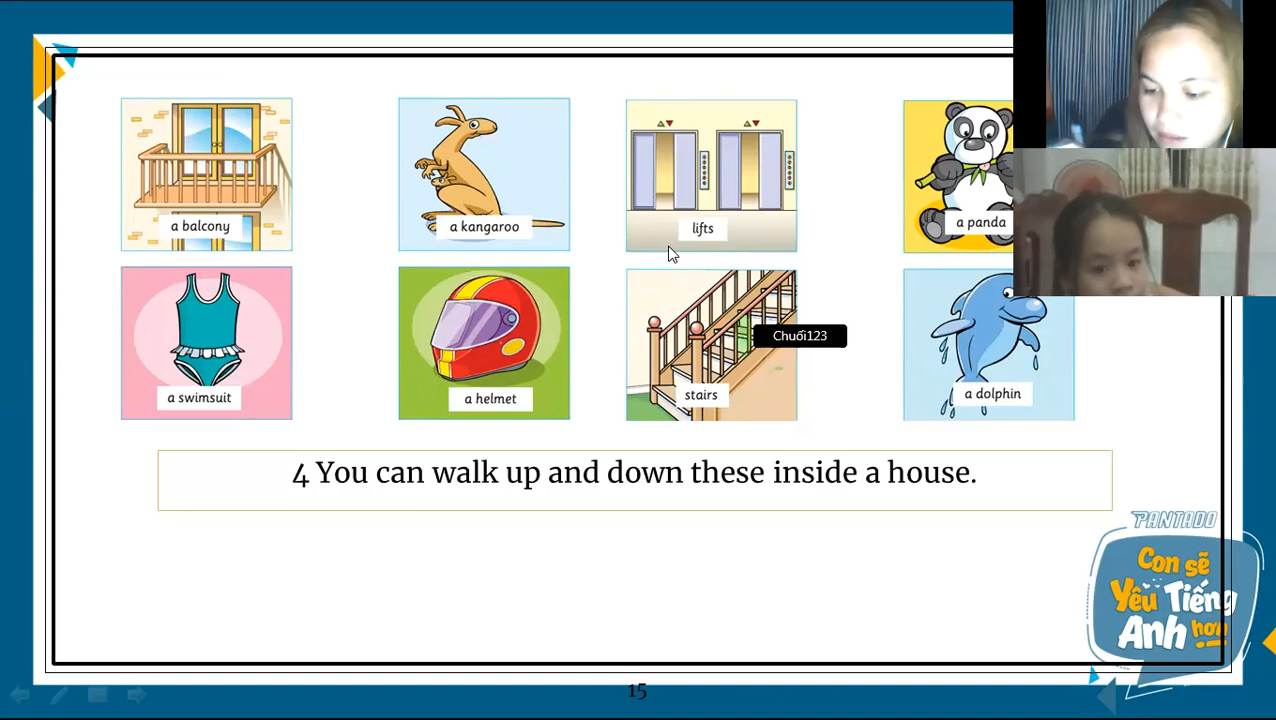 a balcony
a kangaroo
lifts
a panda
a swimsuit
a helmet
stairs
Chuối123
a dolphin
4 You can walk up and down these inside a house.
PANTADO
Con sẽ
Yêu Tiếng
Anh hơn
15